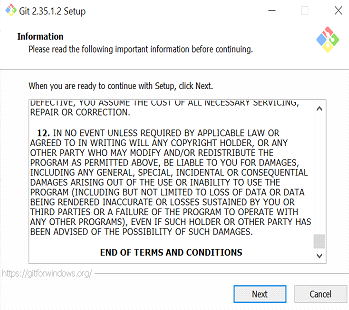 Git 2.35.1.2 Setup
Information
Please read the following important information before continuing.
When you are ready to continue with Setup, click Next.
DEFECTIVE, YOU ASSUME THE COST OF ALL NECESSARY SERVICING,
REPAIR OR CORRECTION.
12. IN NO EVENT UNLESS REQUIRED BY APPLICABLE LAW OR
AGREED TO IN WRITING WILL ANY COPYRIGHT HOLDER, OR ANY
OTHER PARTY WHO MAY MODIFY AND/OR REDISTRIBUTE THE
PROGRAM AS PERMITTED ABOVE, BE LIABLE TO YOU FOR DAMAGES,
INCLUDING ANY GENERAL, SPECIAL, INCIDENTAL OR CONSEQUENTIAL
DAMAGES ARISING OUT OF THE USE OR INABILITY TO USE THE
PROGRAM (INCLUDING BUT NOT LIMITED TO LOSS OF DATA OR DATA
BEING RENDERED INACCURATE OR LOSSES SUSTAINED BY YOU OR
THIRD PARTIES OR A FAILURE OF THE PROGRAM TO OPERATE WITH
ANY OTHER PROGRAMS), EVEN IF SUCH HOLDER OR OTHER PARTY HAS
BEEN ADVISED OF THE POSSIBILITY OF SUCH DAMAGES.
END OF TERMS AND CONDITIONS
https://gitforwindows.org/
Next
Cancel